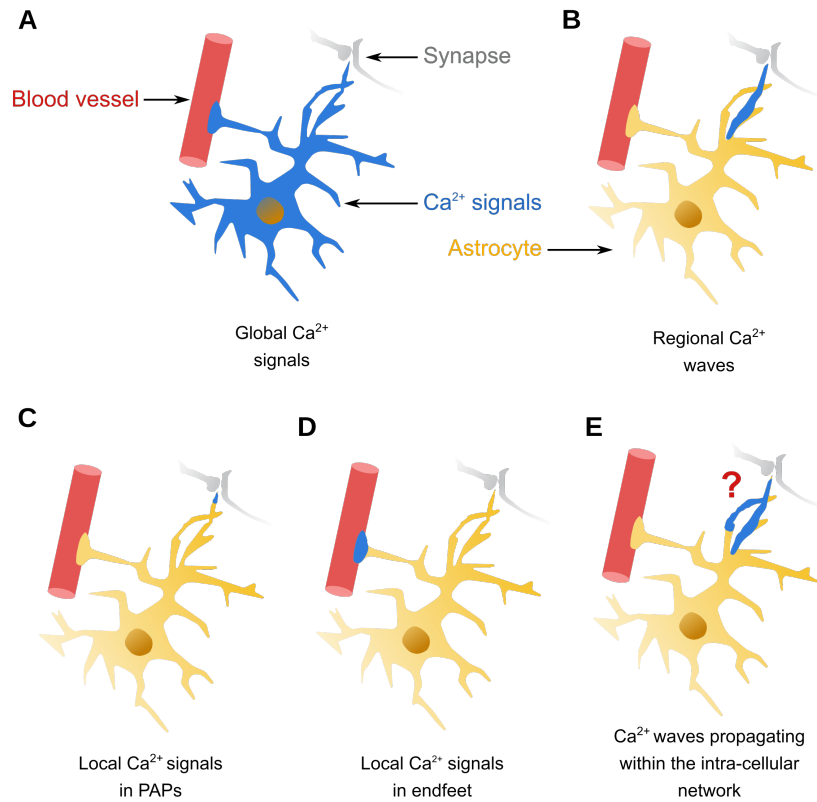 A
B
Synapse
Blood vessel
Ca²⁺ signals
Astrocyte
Global Ca²⁺
signals
Regional Ca²⁺
waves
C
D
E
?
Local Ca²⁺ signals
in PAPs
Local Ca²⁺ signals
in endfeet
Ca²⁺ waves propagating
within the intra-cellular
network